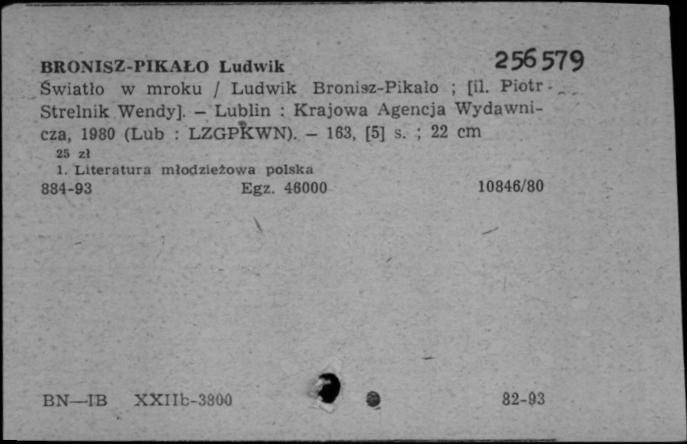 BRONISZ-PIKAŁO Ludwik 256579
Światło w mroku / Ludwik Bronisz-Pikało ; [il. Piotr
Strelnik Wendy]. — Lublin : Krajowa Agencja Wydawni-
cza, 1980 (Lub : LZGPKWN). — 163, [5] s. ; 22 cm
25 zł
1. Literatura młodzieżowa polska
884-93 Egz. 46000 10846/80
BN—IB XXIIb-3800 82-93